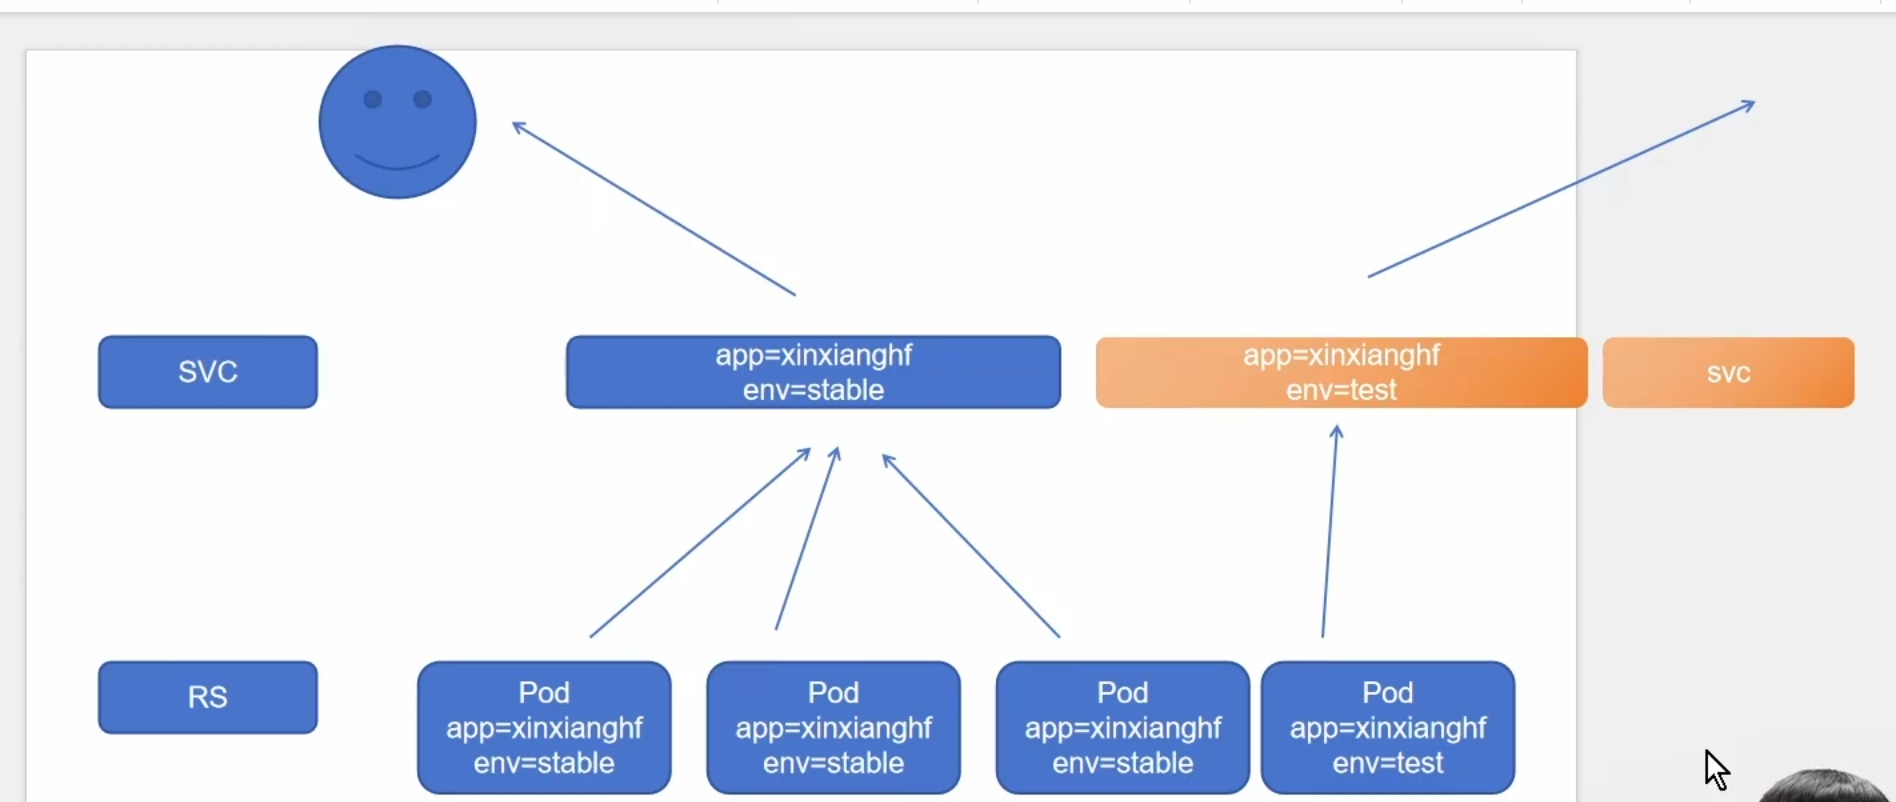 SVC
app=xinxianghf
env=stable
app=xinxianghf
env=test
svc
RS
Pod
app=xinxianghf
env=stable
Pod
app=xinxianghf
env=stable
Pod
app=xinxianghf
env=stable
Pod
app=xinxianghf
env=test